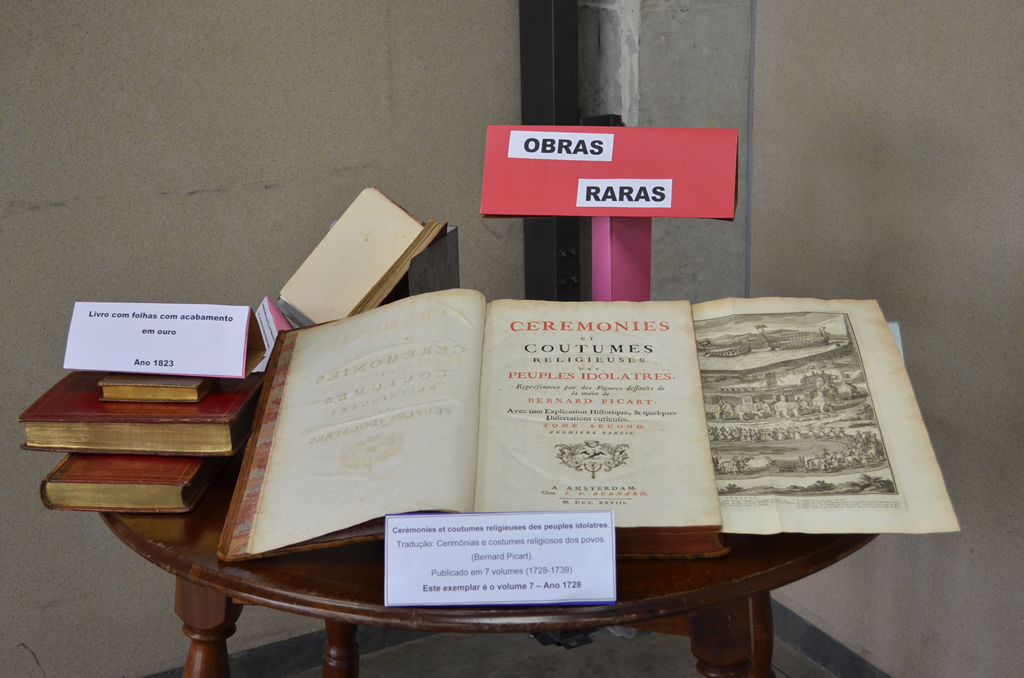 OBRAS
RARAS
Livro com folhas com acabamento
em ouro
Ano 1823
CEREMONIES
ET
COUTUMES
RELIGIEUSES
DES
PEUPLES IDOLATRES.
Representées par des Figures dessinées de
la main de
BERNARD PICART.
Avec une Explication Historique, & quelques
Dissertations curieuses.
TOME SECOND.
PREMIERE PARTIE.
A AMSTERDAM.
Chez J. F. BERNARD.
M. DCC. XXVIII.
Cerémonies et coutumes religieuses des peuples idolatres.
Tradução: Cerimônias e costumes religiosos dos povos.
(Bernard Picart).
Publicado em 7 volumes (1728-1739)
Este exemplar é o volume 7 – Ano 1728